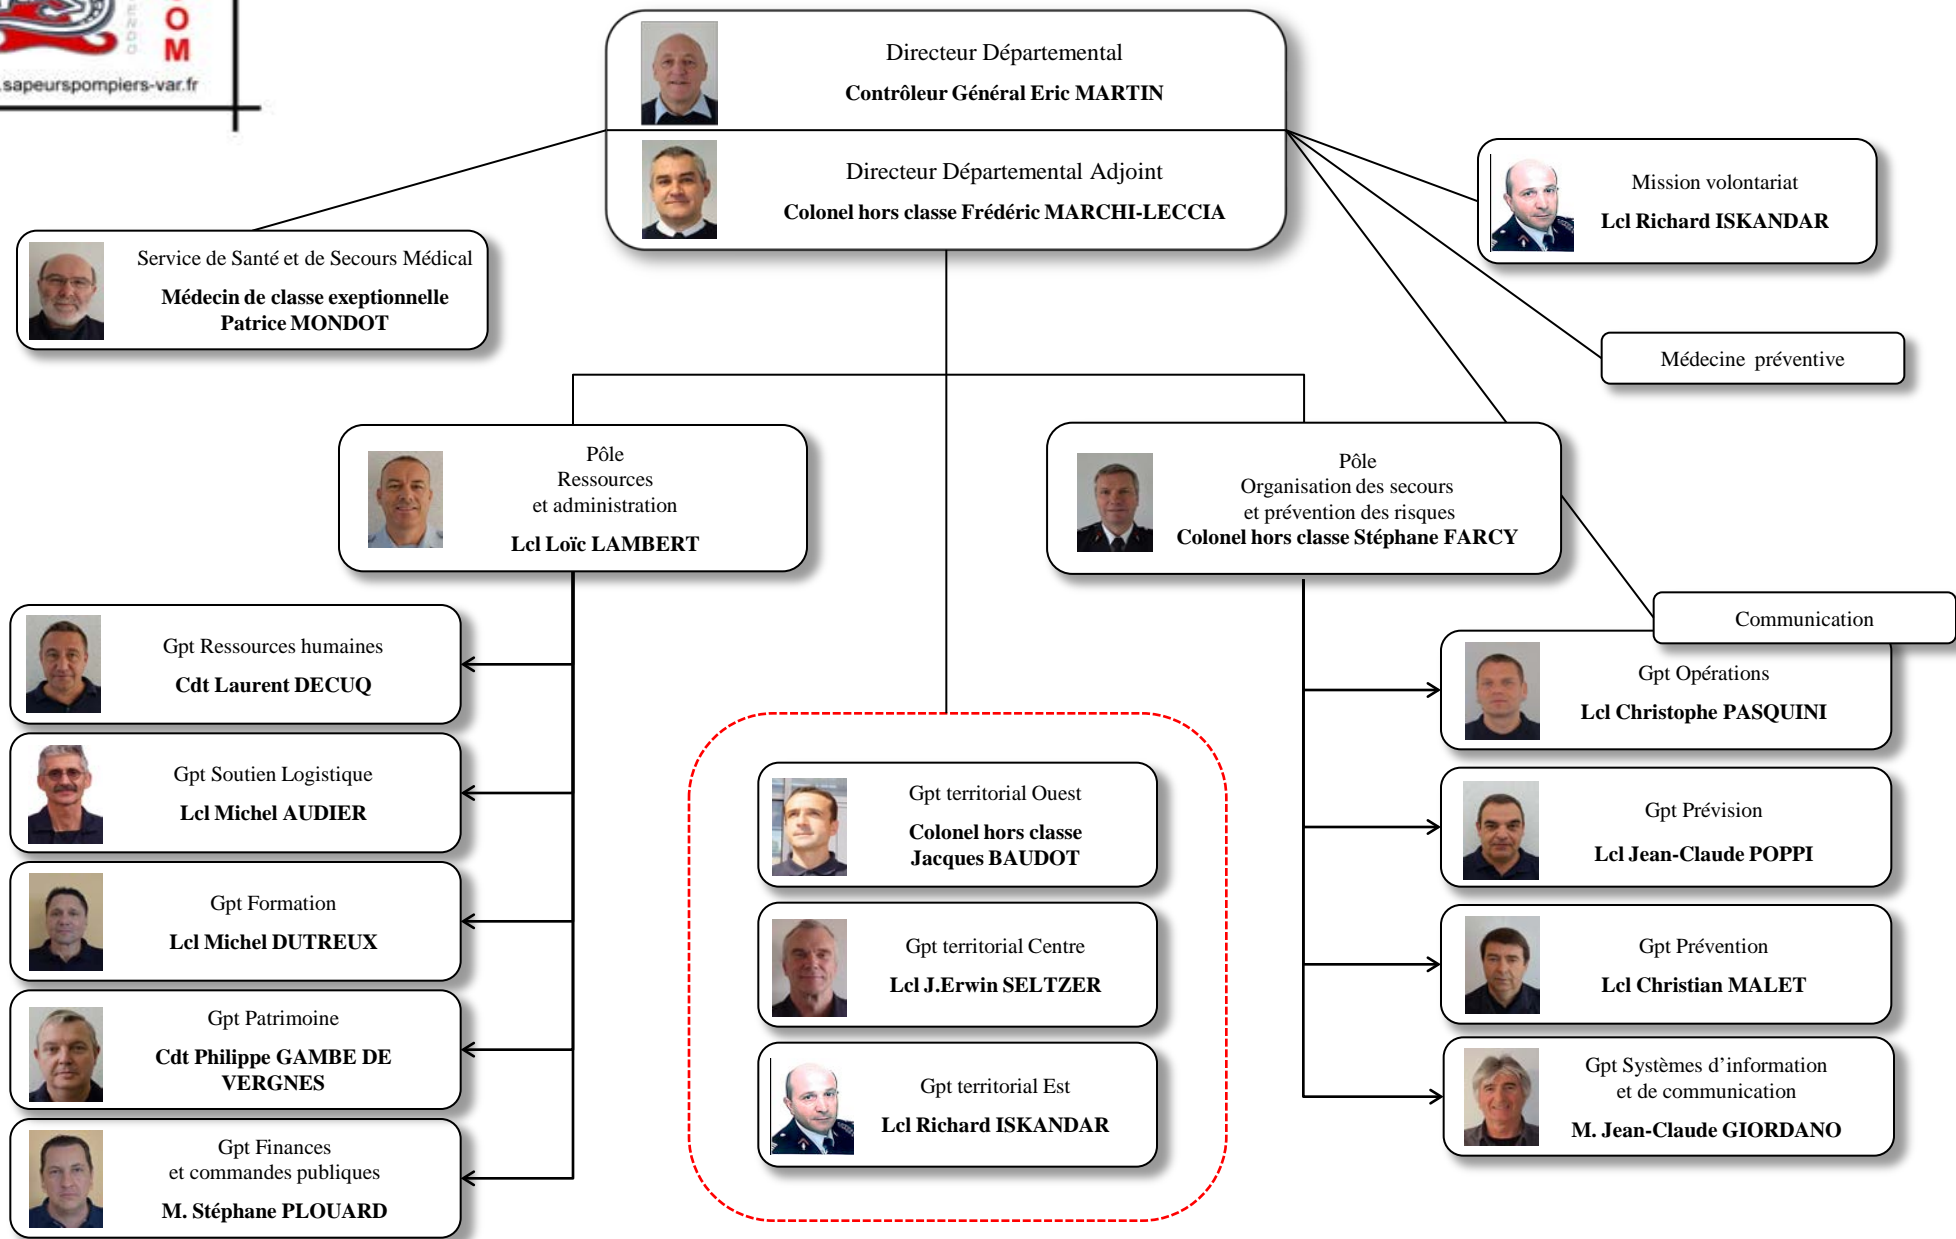 O
M
.sapeurspompiers-var.fr
Directeur Départemental
Contrôleur Général Eric MARTIN
Directeur Départemental Adjoint
Colonel hors classe Frédéric MARCHI-LECCIA
Mission volontariat
Lcl Richard ISKANDAR
Service de Santé et de Secours Médical
Médecin de classe exeptionnelle
Patrice MONDOT
Médecine préventive
Pôle
Ressources
et administration
Lcl Loïc LAMBERT
Pôle
Organisation des secours
et prévention des risques
Colonel hors classe Stéphane FARCY
Communication
Gpt Ressources humaines
Cdt Laurent DECUQ
Gpt Soutien Logistique
Lcl Michel AUDIER
Gpt Formation
Lcl Michel DUTREUX
Gpt Patrimoine
Cdt Philippe GAMBE DE
VERGNES
Gpt Finances
et commandes publiques
M. Stéphane PLOUARD
Gpt territorial Ouest
Colonel hors classe
Jacques BAUDOT
Gpt territorial Centre
Lcl J.Erwin SELTZER
Gpt territorial Est
Lcl Richard ISKANDAR
Gpt Opérations
Lcl Christophe PASQUINI
Gpt Prévision
Lcl Jean-Claude POPPI
Gpt Prévention
Lcl Christian MALET
Gpt Systèmes d’information
et de communication
M. Jean-Claude GIORDANO